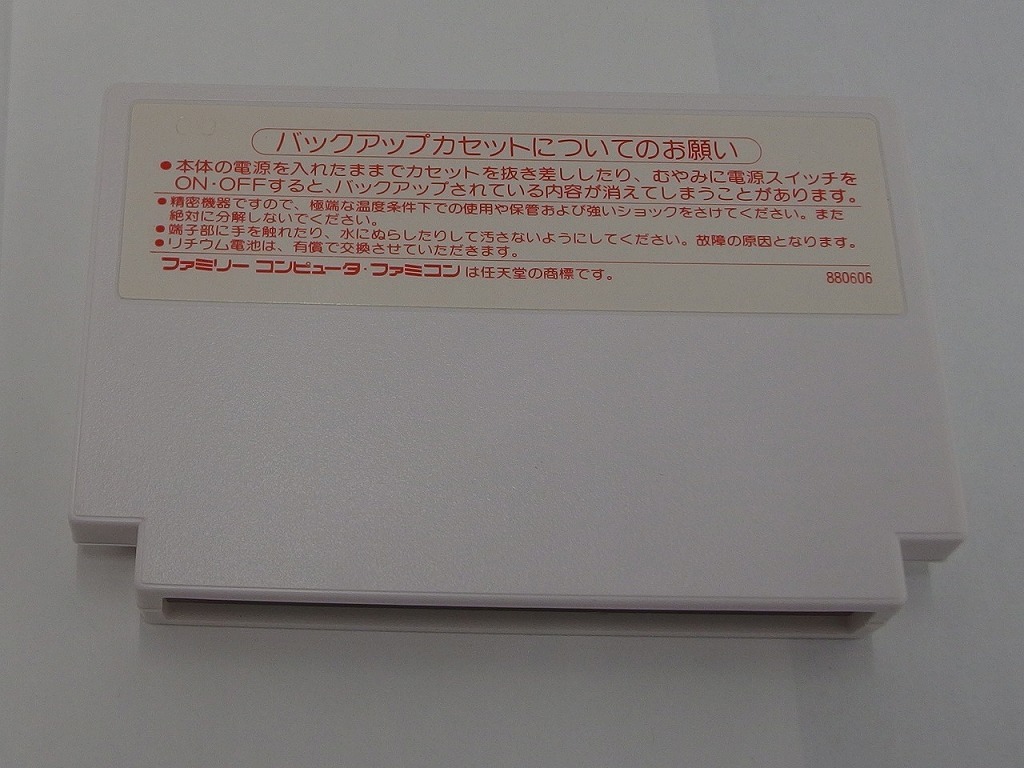 バックアップカセットについてのお願い
●本体の電源を入れたままでカセットを抜き差ししたり、むやみに電源スイッチを
ON・OFFすると、バックアップされている内容が消えてしまうことがあります。
●精密機器ですので、極端な温度条件下での使用や保管および強いショックをさけてください。また
絶対に分解しないでください。
●端子部に手を触れたり、水にぬらしたりして汚さないようにしてください。故障の原因となります。
●リチウム電池は、有償で交換させていただきます。
ファミリー コンピュータ・ファミコン は任天堂の商標です。
880606